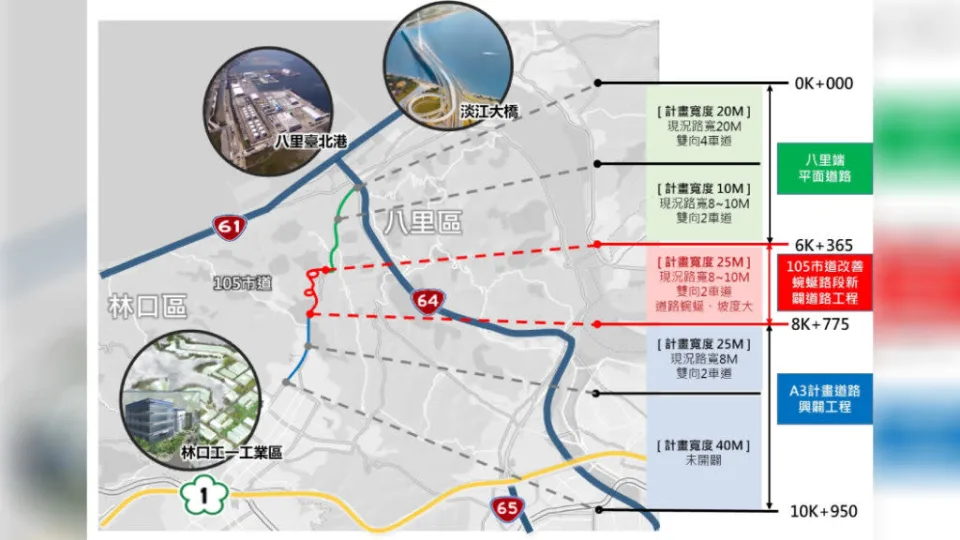 淡江大橋
八里臺北港
61
八里區
105市道
林口區
64
林口工一工業區
1
65
[ 計畫寬度 20M ]
現況路寬20M
雙向4車道
[ 計畫寬度 10M ]
現況路寬8~10M
雙向2車道
[ 計畫寬度 25M ]
現況路寬8~10M
雙向2車道
道路蜿蜒、坡度大
[ 計畫寬度 25M ]
現況路寬8M
雙向2車道
[ 計畫寬度 40M ]
未開闢
0K+000
八里端
平面道路
6K+365
105市道改善
蜿蜒路段新
闢道路工程
8K+775
A3計畫道路
興闢工程
10K+950